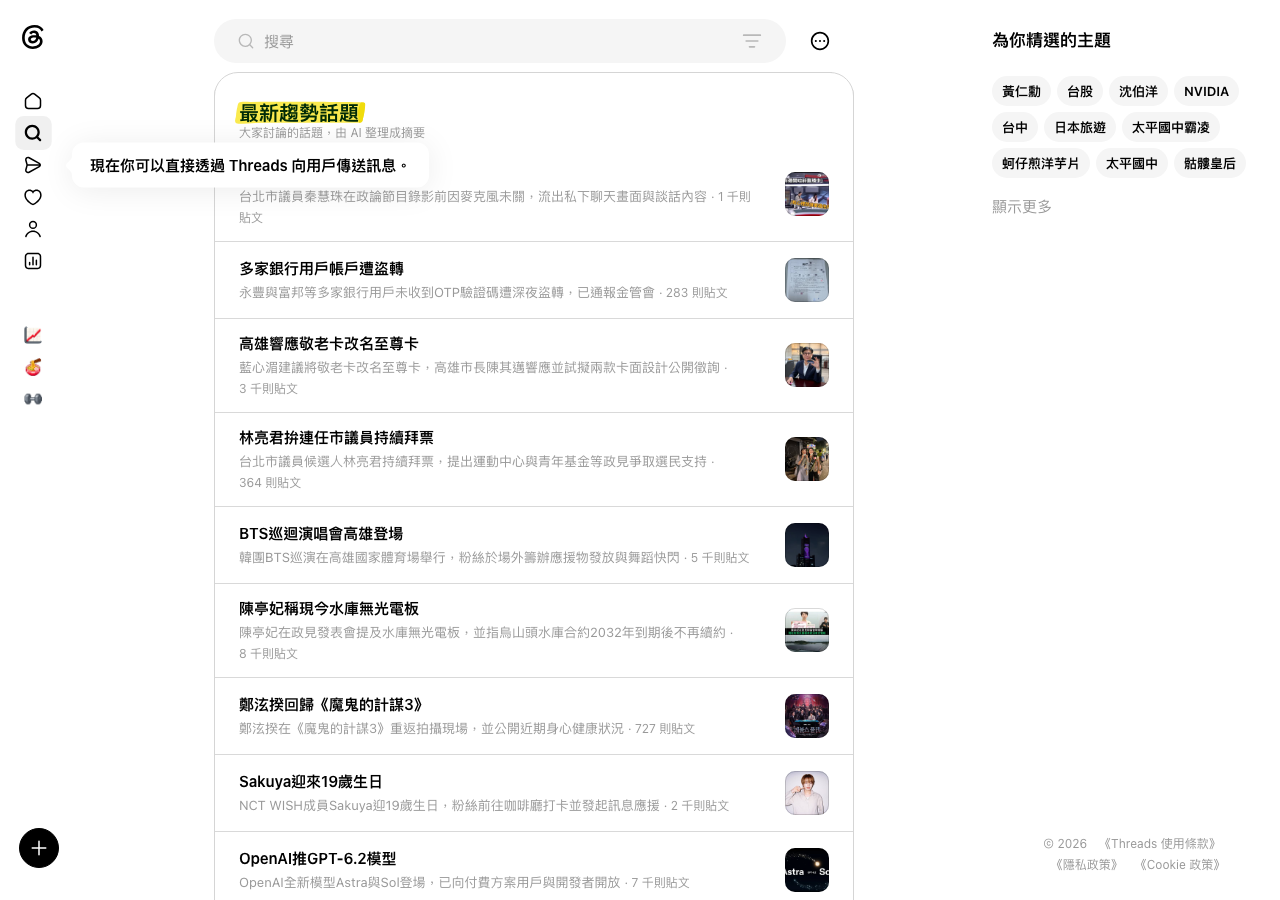 搜尋
最新趨勢話題
大家討論的話題，由 AI 整理成摘要
現在你可以直接透過 Threads 向用戶傳送訊息。
台北市議員秦慧珠在政論節目錄影前因麥克風未關，流出私下聊天畫面與談話內容 · 1 千則
貼文
多家銀行用戶帳戶遭盜轉
永豐與富邦等多家銀行用戶未收到OTP驗證碼遭深夜盜轉，已通報金管會 · 283 則貼文
高雄響應敬老卡改名至尊卡
藍心湄建議將敬老卡改名至尊卡，高雄市長陳其邁響應並試擬兩款卡面設計公開徵詢 ·
3 千則貼文
林亮君拚連任市議員持續拜票
台北市議員候選人林亮君持續拜票，提出運動中心與青年基金等政見爭取選民支持 ·
364 則貼文
BTS巡迴演唱會高雄登場
韓團BTS巡演在高雄國家體育場舉行，粉絲於場外籌辦應援物發放與舞蹈快閃 · 5 千則貼文
陳亭妃稱現今水庫無光電板
陳亭妃在政見發表會提及水庫無光電板，並指烏山頭水庫合約2032年到期後不再續約 ·
8 千則貼文
鄭泫揆回歸《魔鬼的計謀3》
鄭泫揆在《魔鬼的計謀3》重返拍攝現場，並公開近期身心健康狀況 · 727 則貼文
Sakuya迎來19歲生日
NCT WISH成員Sakuya迎19歲生日，粉絲前往咖啡廳打卡並發起訊息應援 · 2 千則貼文
OpenAI推GPT-6.2模型
OpenAI全新模型Astra與Sol登場，已向付費方案用戶與開發者開放 · 7 千則貼文
為你精選的主題
黃仁勳 台股 沈伯洋 NVIDIA
台中 日本旅遊 太平國中霸凌
蚵仔煎洋芋片 太平國中 骷髏皇后
顯示更多
© 2026 《Threads 使用條款》
《隱私政策》 《Cookie 政策》